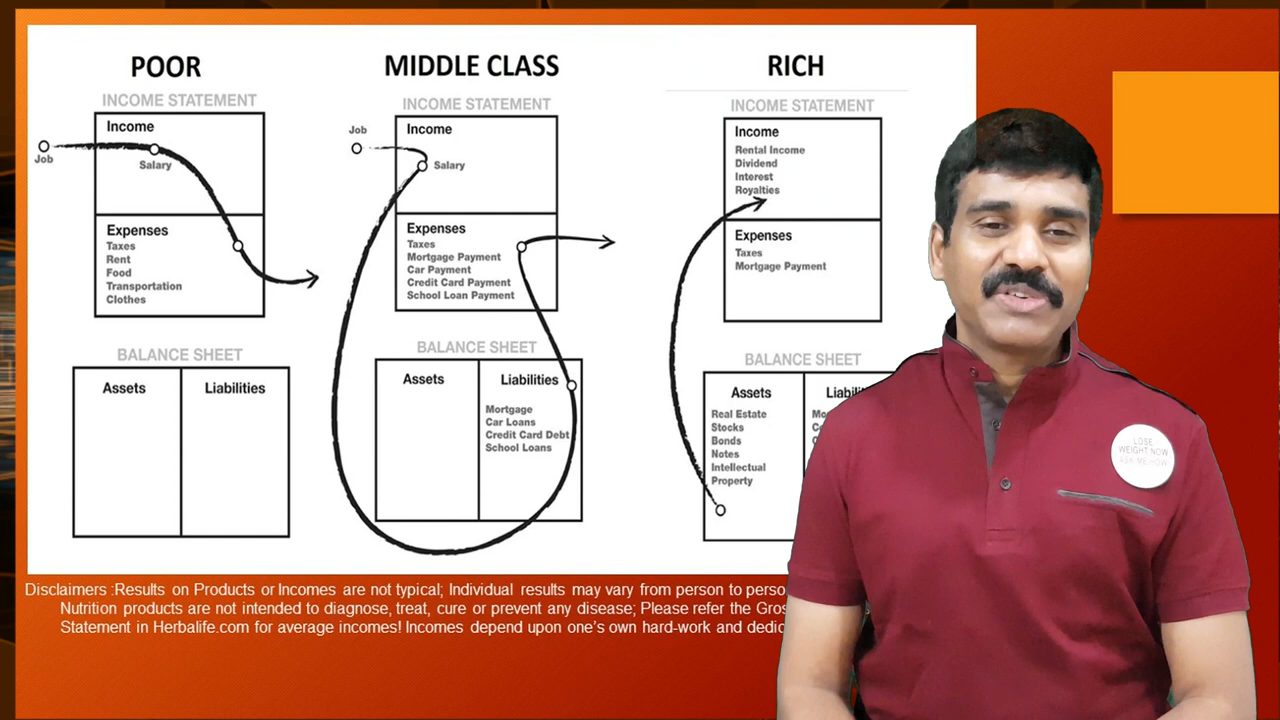 POOR
INCOME STATEMENT
Income
Job
Salary
Expenses
Taxes
Rent
Food
Transportation
Clothes
BALANCE SHEET
Assets
Liabilities
MIDDLE CLASS
INCOME STATEMENT
Job
Income
Salary
Expenses
Taxes
Mortgage Payment
Car Payment
Credit Card Payment
School Loan Payment
BALANCE SHEET
Assets
Liabilities
Mortgage
Car Loans
Credit Card Debt
School Loans
RICH
INCOME STATEMENT
Income
Rental Income
Dividend
Interest
Royalties
Expenses
Taxes
Mortgage Payment
BALANCE SHEET
Assets
Real Estate
Stocks
Bonds
Notes
Intellectual
Property
LOSE
WEIGHT NOW
ASK ME HOW
Disclaimers :Results on Products or Incomes are not typical; Individual results may vary from person to
Nutrition products are not intended to diagnose, treat, cure or prevent any disease; Please refer the
Statement in Herbalife.com for average incomes! Incomes depend upon one's own hard-work and